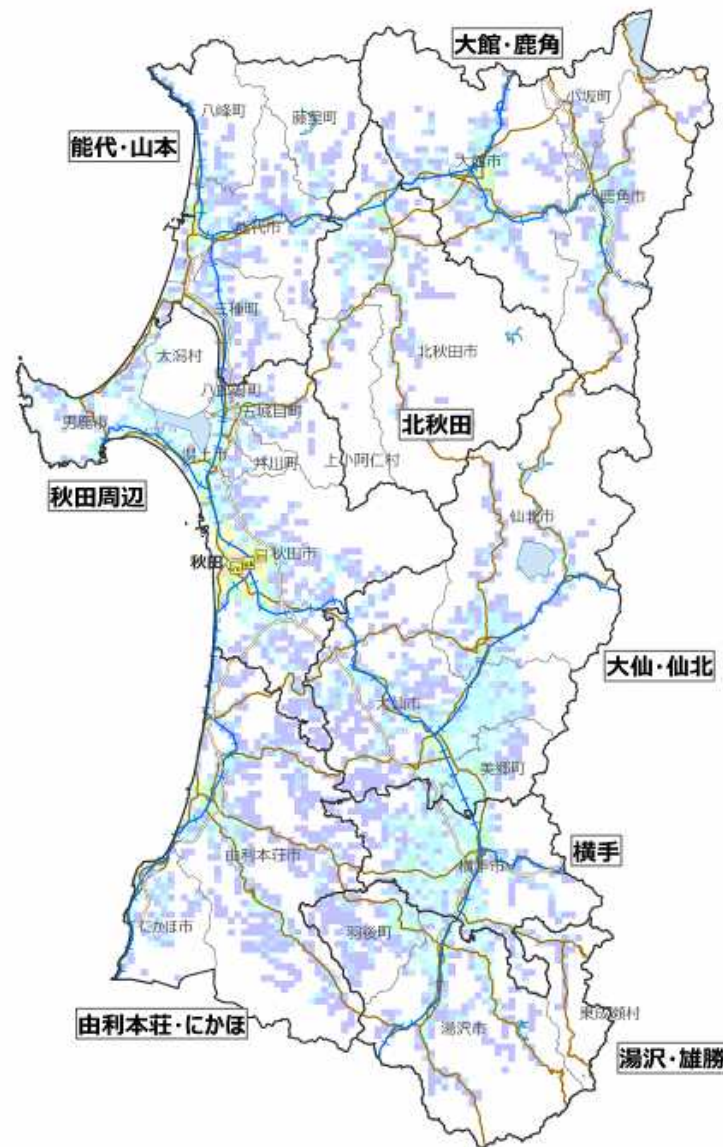 大館・鹿角
小坂町
八峰町
藤里町
能代・山本
大館市
鹿角市
能代市
三種町
大潟村
北秋田市
八郎潟町
五城目町
男鹿市
北秋田
潟上市
井川町
上小阿仁村
秋田周辺
仙北市
秋田
秋田市
大仙・仙北
大仙市
美郷町
横手
横手市
由利本荘市
にかほ市
羽後町
東成瀬村
由利本荘・にかほ
湯沢市
湯沢・雄勝